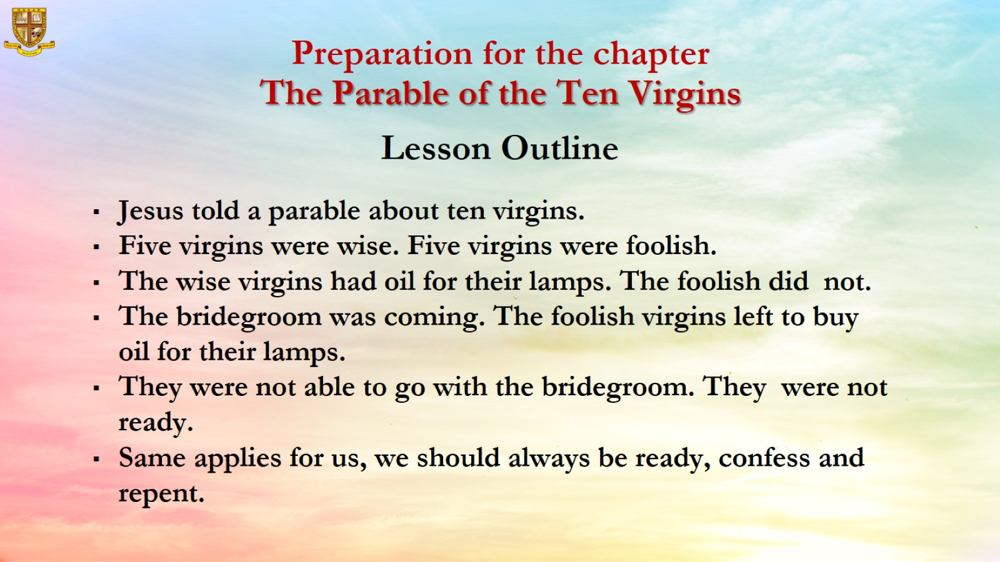 Preparation for the chapter
The Parable of the Ten Virgins
Lesson Outline
▪ Jesus told a parable about ten virgins.
▪ Five virgins were wise. Five virgins were foolish.
▪ The wise virgins had oil for their lamps. The foolish did  not.
▪ The bridegroom was coming. The foolish virgins left to buy
oil for their lamps.
▪ They were not able to go with the bridegroom. They  were not
ready.
▪ Same applies for us, we should always be ready, confess and
repent.